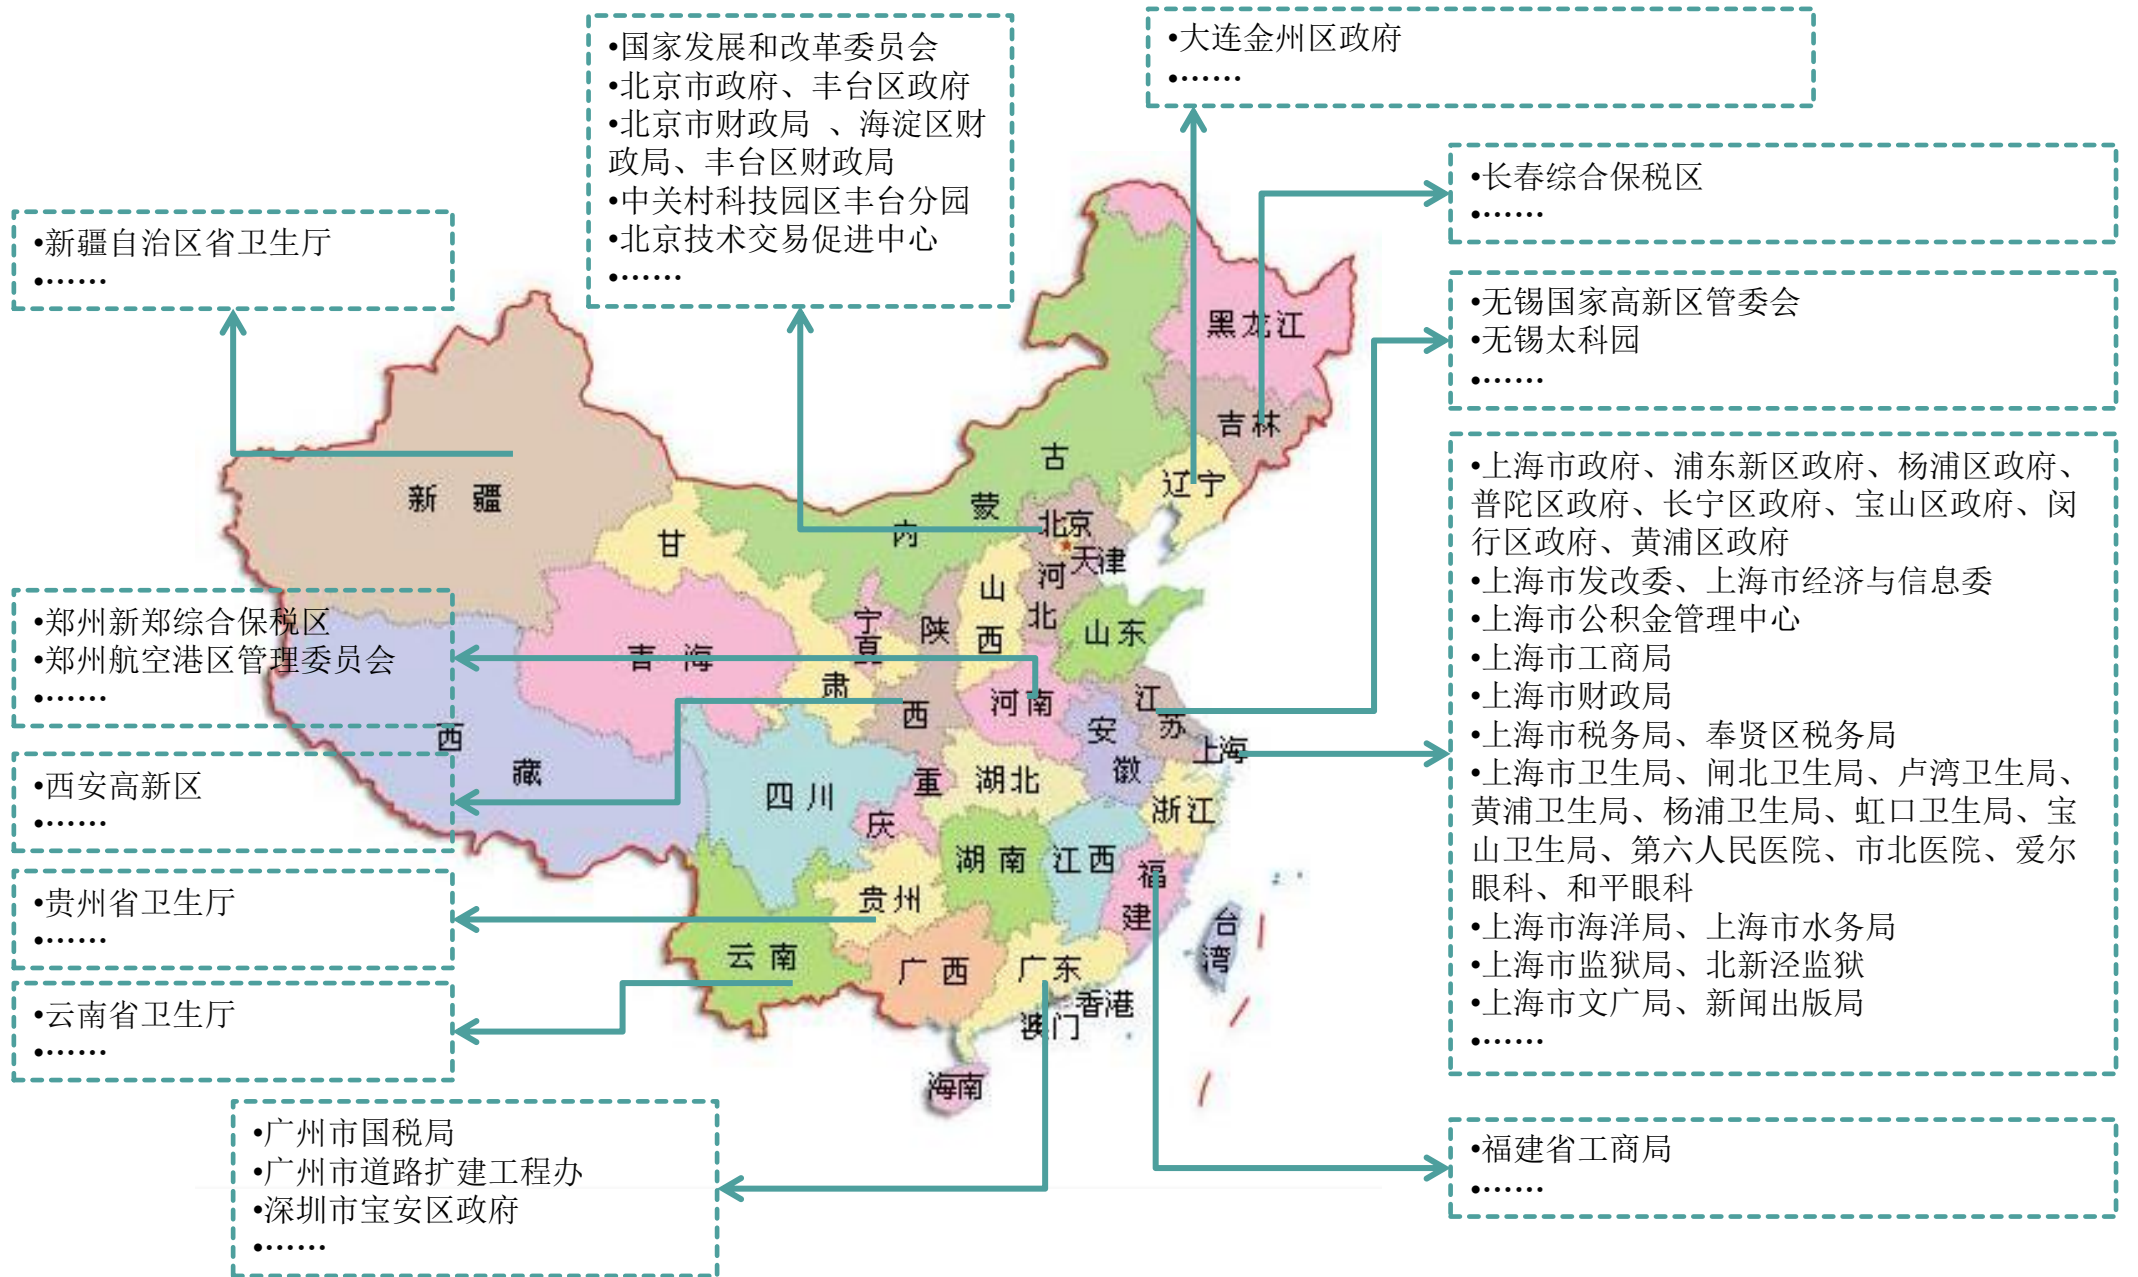 •国家发展和改革委员会
•北京市政府、丰台区政府
•北京市财政局 、海淀区财
政局、丰台区财政局
•中关村科技园区丰台分园
•北京技术交易促进中心
•……
•大连金州区政府
•……
•长春综合保税区
•……
•新疆自治区省卫生厅
•……
•无锡国家高新区管委会
•无锡太科园
•……
•上海市政府、浦东新区政府、杨浦区政府、
普陀区政府、长宁区政府、宝山区政府、闵
行区政府、黄浦区政府
•上海市发改委、上海市经济与信息委
•上海市公积金管理中心
•上海市工商局
•上海市财政局
•上海市税务局、奉贤区税务局
•上海市卫生局、闸北卫生局、卢湾卫生局、
黄浦卫生局、杨浦卫生局、虹口卫生局、宝
山卫生局、第六人民医院、市北医院、爱尔
眼科、和平眼科
•上海市海洋局、上海市水务局
•上海市监狱局、北新泾监狱
•上海市文广局、新闻出版局
•……
•郑州新郑综合保税区
•郑州航空港区管理委员会
•……
•西安高新区
•……
•贵州省卫生厅
•……
•云南省卫生厅
•……
•广州市国税局
•广州市道路扩建工程办
•深圳市宝安区政府
•……
•福建省工商局
•……
黑龙江
吉林
辽宁
内蒙古
新疆
甘肃
北京
天津
河北
山西
宁夏
陕西
山东
青海
河南
江苏
安徽
上海
西藏
四川
重庆
湖北
浙江
湖南
江西
福建
贵州
云南
广西
广东
台湾
香港
澳门
海南